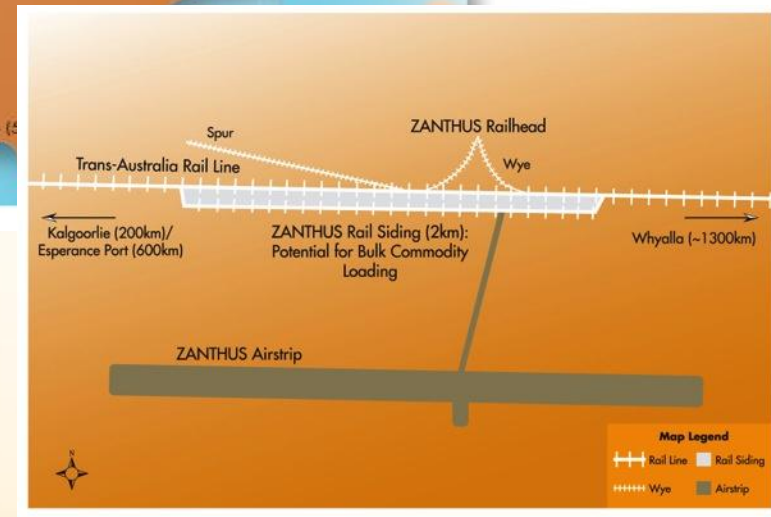 ZANTHUS Railhead
Spur
Wye
Trans-Australia Rail Line
Kalgoorlie (200km)/
Esperance Port (600km)
ZANTHUS Rail Siding (2km):
Potential for Bulk Commodity
Loading
Whyalla (~1300km)
ZANTHUS Airstrip
N
Map Legend
Rail Line
Rail Siding
Wye
Airstrip